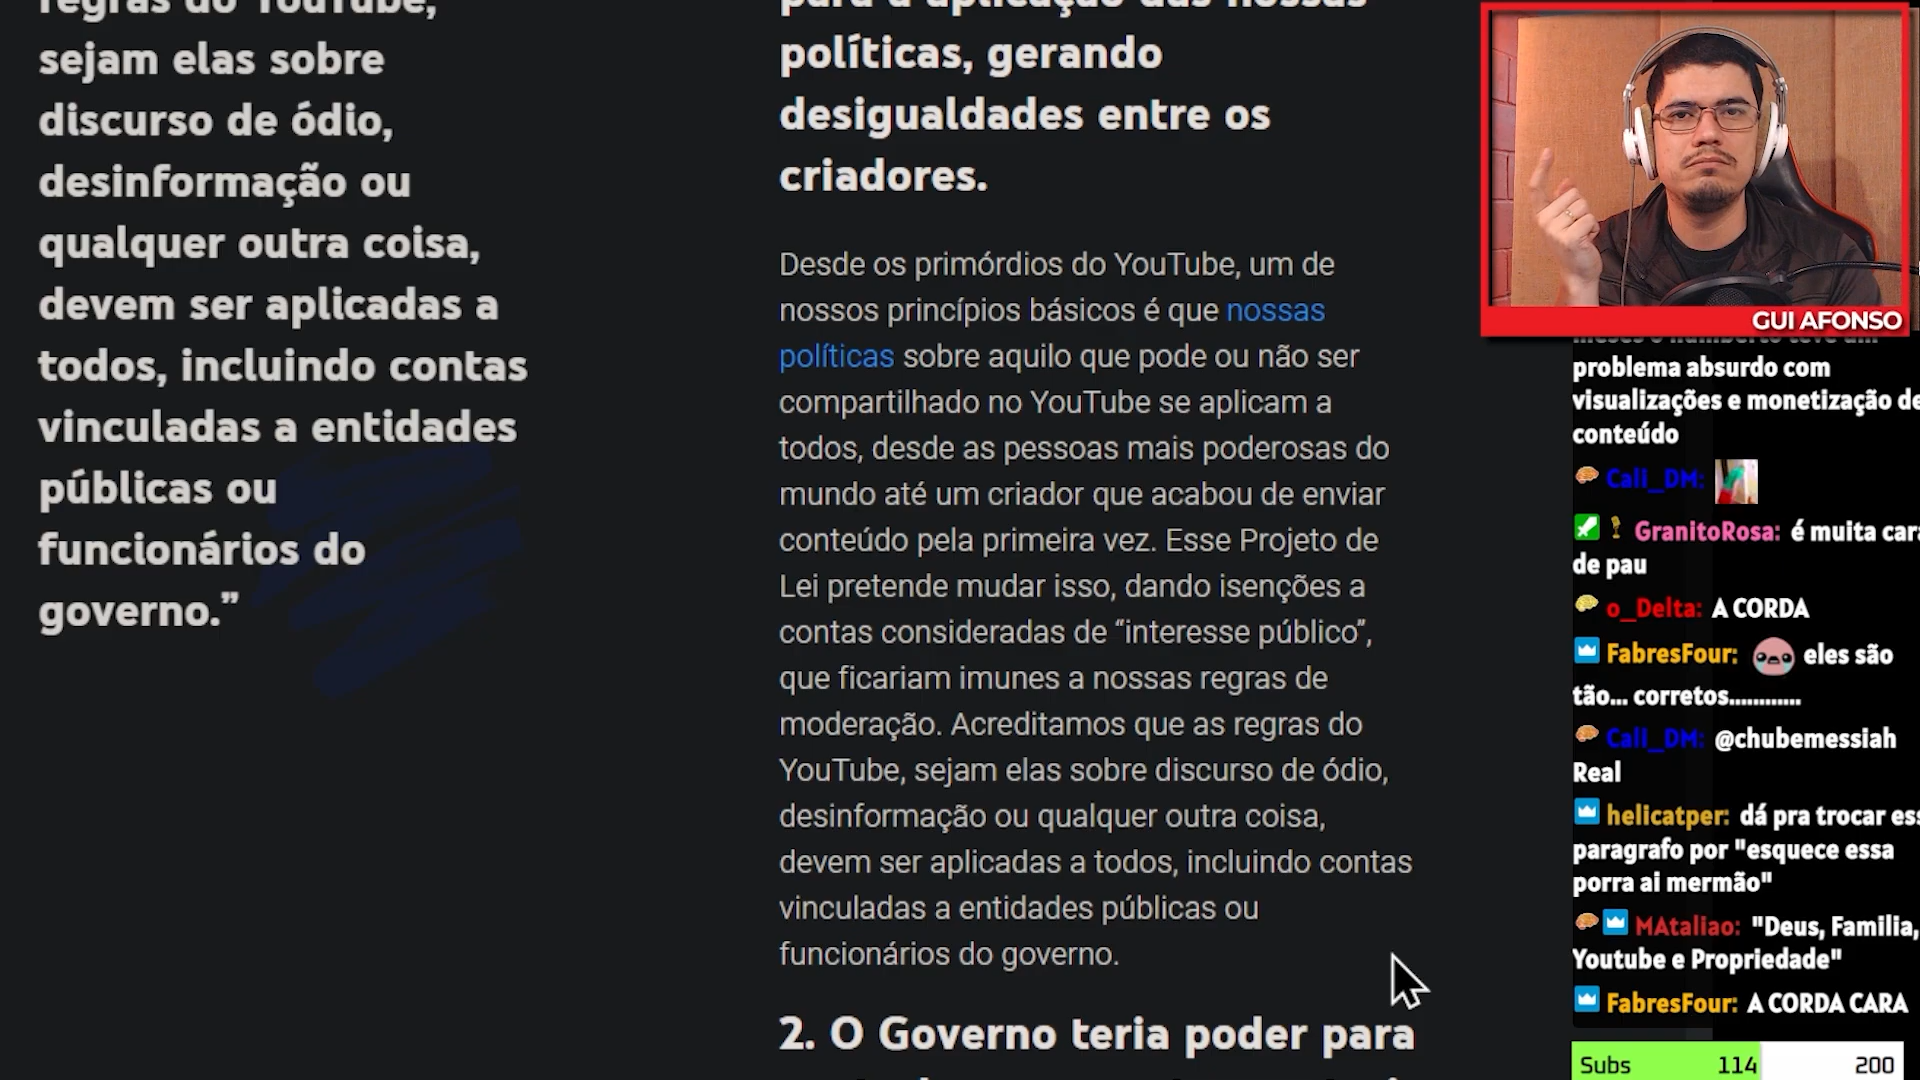 regras do YouTube,
sejam elas sobre
discurso de ódio,
desinformação ou
qualquer outra coisa,
devem ser aplicadas a
todos, incluindo contas
vinculadas a entidades
públicas ou
funcionários do
governo.”
para a aplicação das nossas
políticas, gerando
desigualdades entre os
criadores.
Desde os primórdios do YouTube, um de
nossos princípios básicos é que nossas
políticas sobre aquilo que pode ou não ser
compartilhado no YouTube se aplicam a
todos, desde as pessoas mais poderosas do
mundo até um criador que acabou de enviar
conteúdo pela primeira vez. Esse Projeto de
Lei pretende mudar isso, dando isenções a
contas consideradas de “interesse público”,
que ficariam imunes a nossas regras de
moderação. Acreditamos que as regras do
YouTube, sejam elas sobre discurso de ódio,
desinformação ou qualquer outra coisa,
devem ser aplicadas a todos, incluindo contas
vinculadas a entidades públicas ou
funcionários do governo.
2. O Governo teria poder para
GUI AFONSO
problema absurdo com
visualizações e monetização de
conteúdo
Call_DM:
GranitoRosa: é muita cara
de pau
o_Delta: A CORDA
FabresFour: eles são
tão... corretos............
Call_DM: @chubemessiah
Real
helicatper: dá pra trocar ess
paragrafo por "esquece essa
porra ai mermão"
MAtaliao: "Deus, Familia,
Youtube e Propriedade"
FabresFour: A CORDA CARA
Subs 114 200